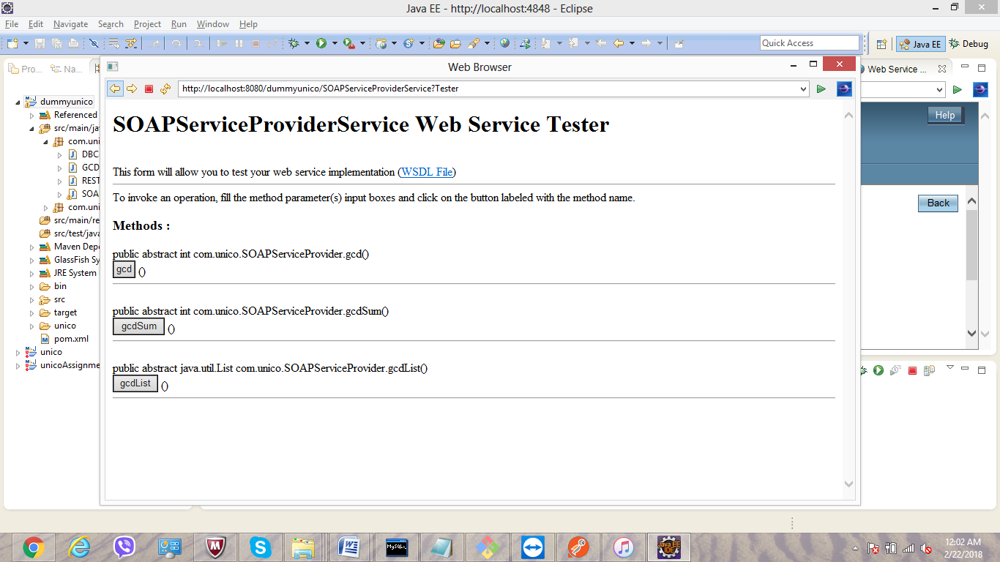 Java EE - http://localhost:4848 - Eclipse
File Edit Navigate Search Project Run Window Help
Quick Access
Java EE
Debug
Pro...
Na...
Web Browser
Web Service ...
http://localhost:8080/dummyunico/SOAPServiceProviderService?Tester
Help
Back
dummyunico
Referenced
src/main/ja
com.uni
DBC
GCD
REST
SOA
com.uni
src/main/re
src/test/java
Maven Depe
GlassFish Sy
JRE System
bin
src
target
unico
pom.xml
unico
unicoAssignme
SOAPServiceProviderService Web Service Tester
This form will allow you to test your web service implementation (WSDL File)
To invoke an operation, fill the method parameter(s) input boxes and click on the button labeled with the method name.
Methods :
public abstract int com.unico.SOAPServiceProvider.gcd()
gcd ()
public abstract int com.unico.SOAPServiceProvider.gcdSum()
gcdSum ()
public abstract java.util.List com.unico.SOAPServiceProvider.gcdList()
gcdList ()
MySQL
Java EE
IDE
12:02 AM
2/22/2018